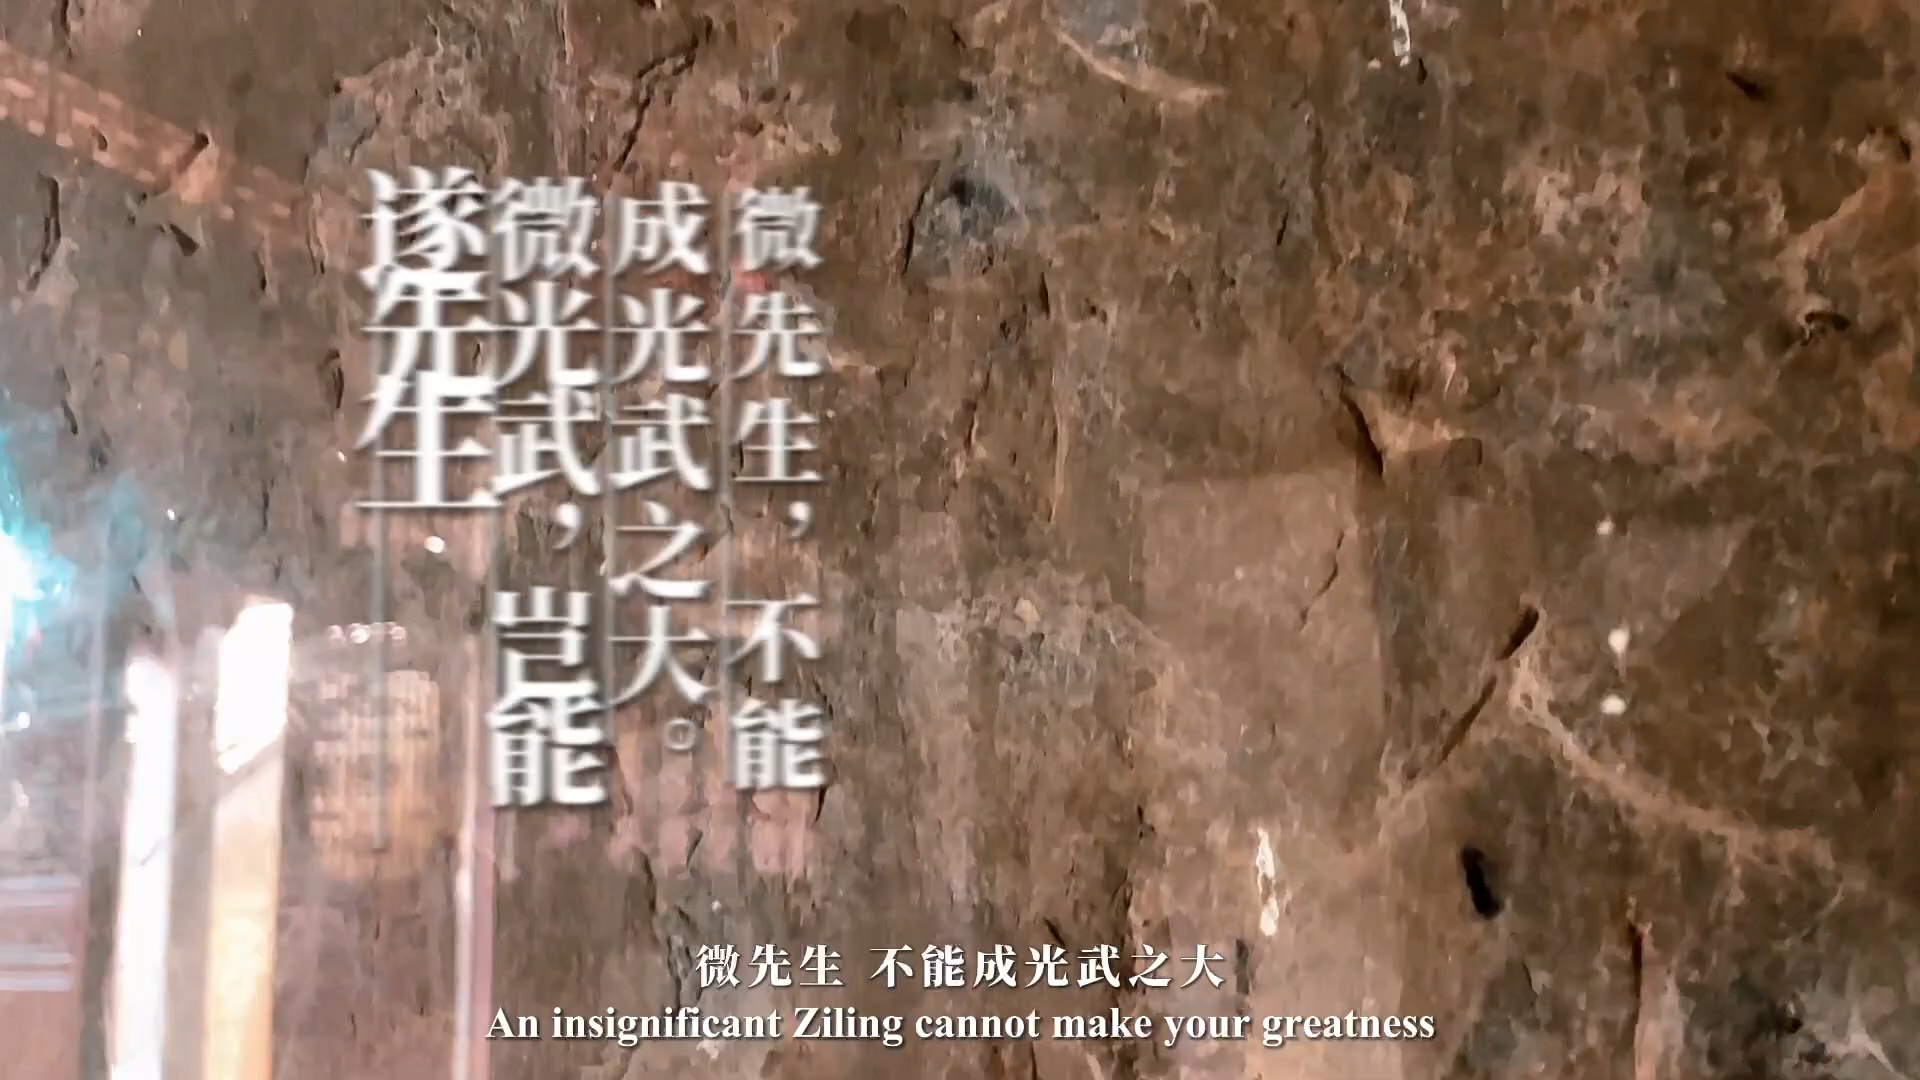 微先生，不能
成光武之大。
微光武，岂能
遂先生
微先生 不能成光武之大
An insignificant Ziling cannot make your greatness